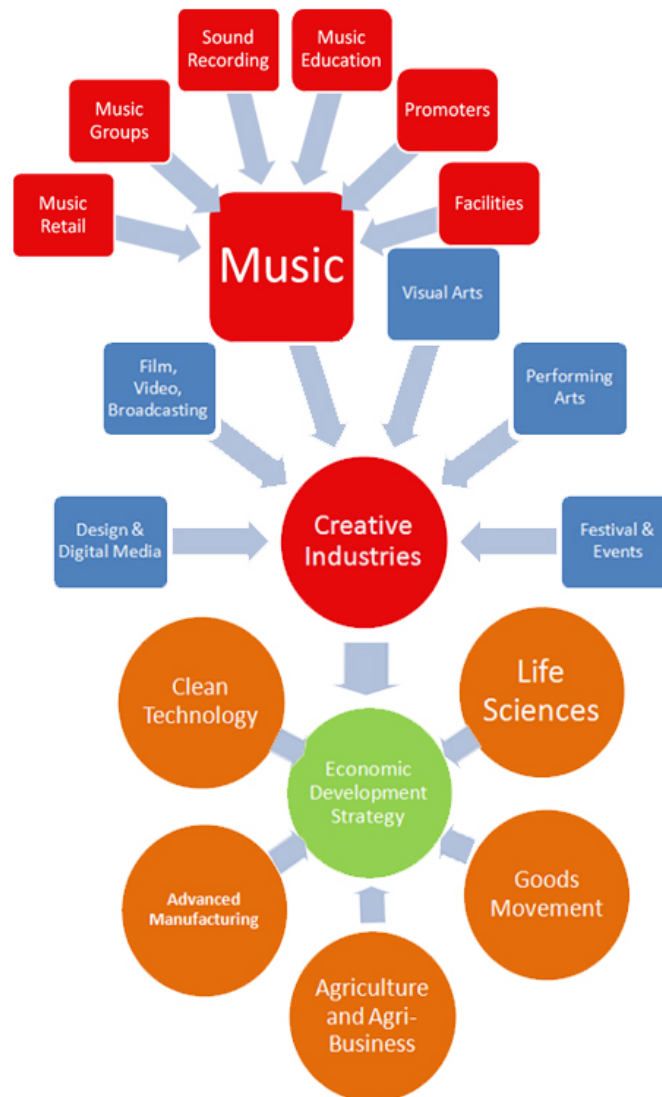 Sound
Recording
Music
Education
Music
Groups
Promoters
Music
Retail
Facilities
Music
Visual Arts
Film,
Video,
Broadcasting
Performing
Arts
Design &
Digital Media
Creative
Industries
Festival &
Events
Clean
Technology
Life
Sciences
Economic
Development
Strategy
Advanced
Manufacturing
Goods
Movement
Agriculture
and Agri-
Business